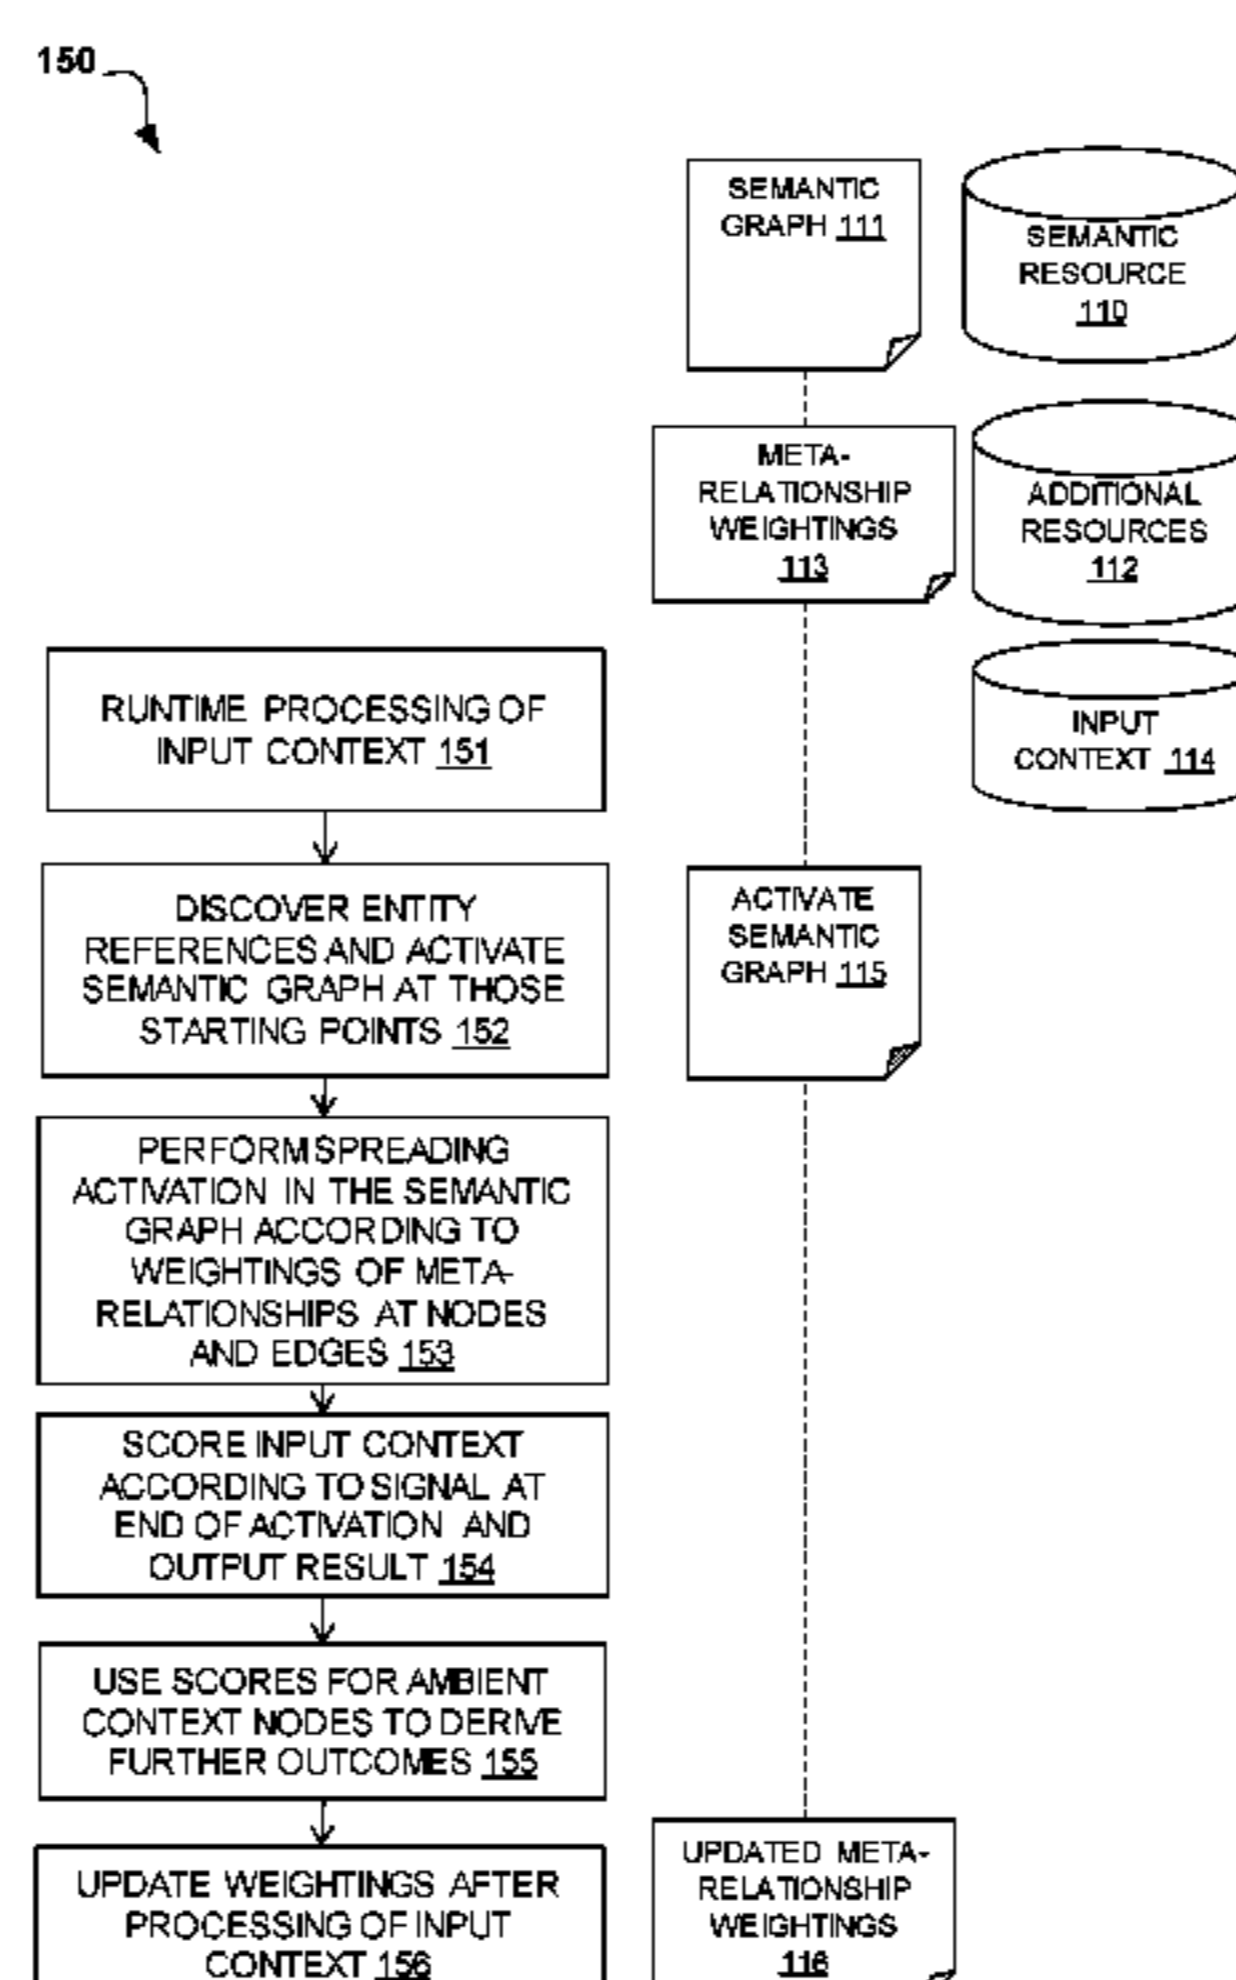 150
SEMANTIC
GRAPH 111
SEMANTIC
RESOURCE
110
META-
RELATIONSHIP
WEIGHTINGS
113
ADDITIONAL
RESOURCES
112
RUNTIME PROCESSING OF
INPUT CONTEXT 151
INPUT
CONTEXT 114
DISCOVER ENTITY
REFERENCES AND ACTIVATE
SEMANTIC GRAPH AT THOSE
STARTING POINTS 152
ACTIVATE
SEMANTIC
GRAPH 115
PERFORM SPREADING
ACTIVATION IN THE SEMANTIC
GRAPH ACCORDING TO
WEIGHTINGS OF META-
RELATIONSHIPS AT NODES
AND EDGES 153
SCORE INPUT CONTEXT
ACCORDING TO SIGNAL AT
END OF ACTIVATION AND
OUTPUT RESULT 154
USE SCORES FOR AMBIENT
CONTEXT NODES TO DERIVE
FURTHER OUTCOMES 155
UPDATE WEIGHTINGS AFTER
PROCESSING OF INPUT
CONTEXT 156
UPDATED META-
RELATIONSHIP
WEIGHTINGS
116